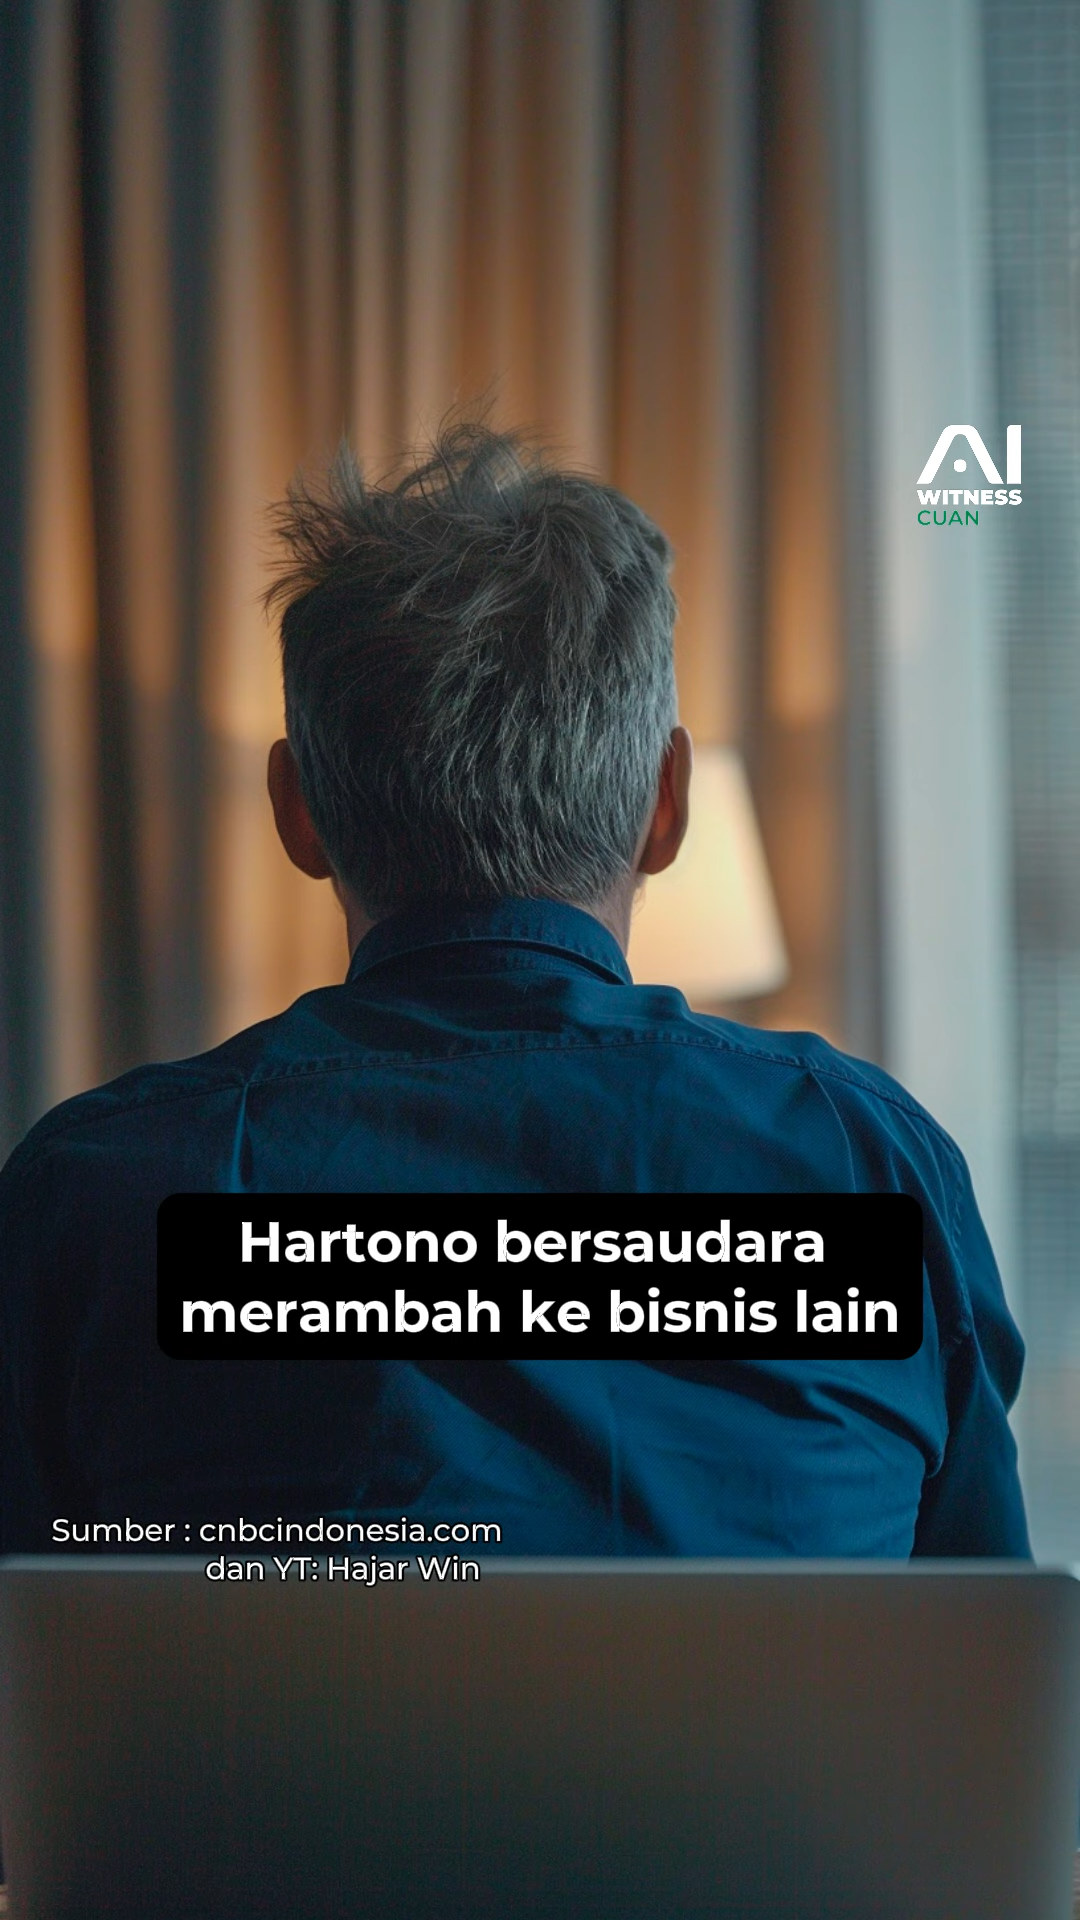 AI
WITNESS
CUAN
Hartono bersaudara
merambah ke bisnis lain
Sumber : cnbcindonesia.com
dan YT: Hajar Win